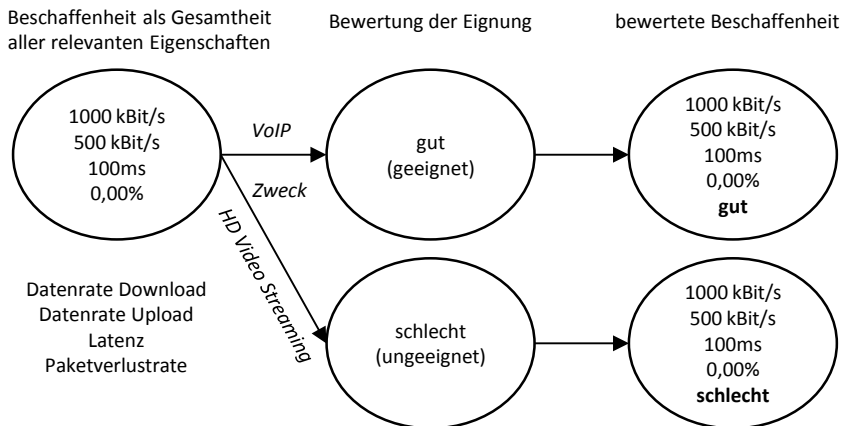 Beschaffenheit als Gesamtheit
aller relevanten Eigenschaften
Bewertung der Eignung
bewertete Beschaffenheit
1000 kBit/s
500 kBit/s
100ms
0,00%
VoIP
Zweck
HD Video Streaming
gut
(geeignet)
1000 kBit/s
500 kBit/s
100ms
0,00%
gut
Datenrate Download
Datenrate Upload
Latenz
Paketverlustrate
schlecht
(ungeeignet)
1000 kBit/s
500 kBit/s
100ms
0,00%
schlecht